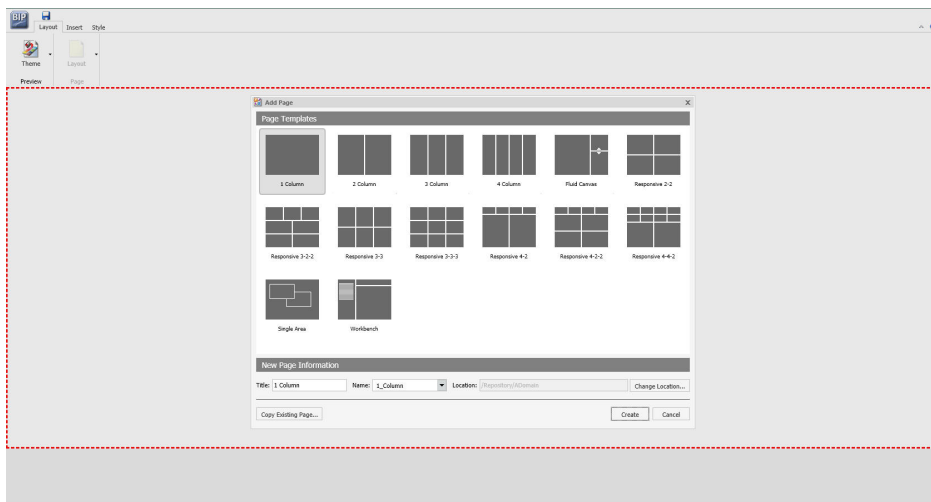 BIP
Layout Insert Style
Theme Layout
Preview Page
Add Page X
Page Templates
1 Column 2 Column 3 Column 4 Column Fluid Canvas Responsive 2-2
Responsive 3-2-2 Responsive 3-3 Responsive 3-3-3 Responsive 4-2 Responsive 4-2-2 Responsive 4-4-2
Single Area Workbench
New Page Information
Title: 1 Column Name: 1_Column Location: /Repository/ADomain Change Location...
Copy Existing Page... Create Cancel